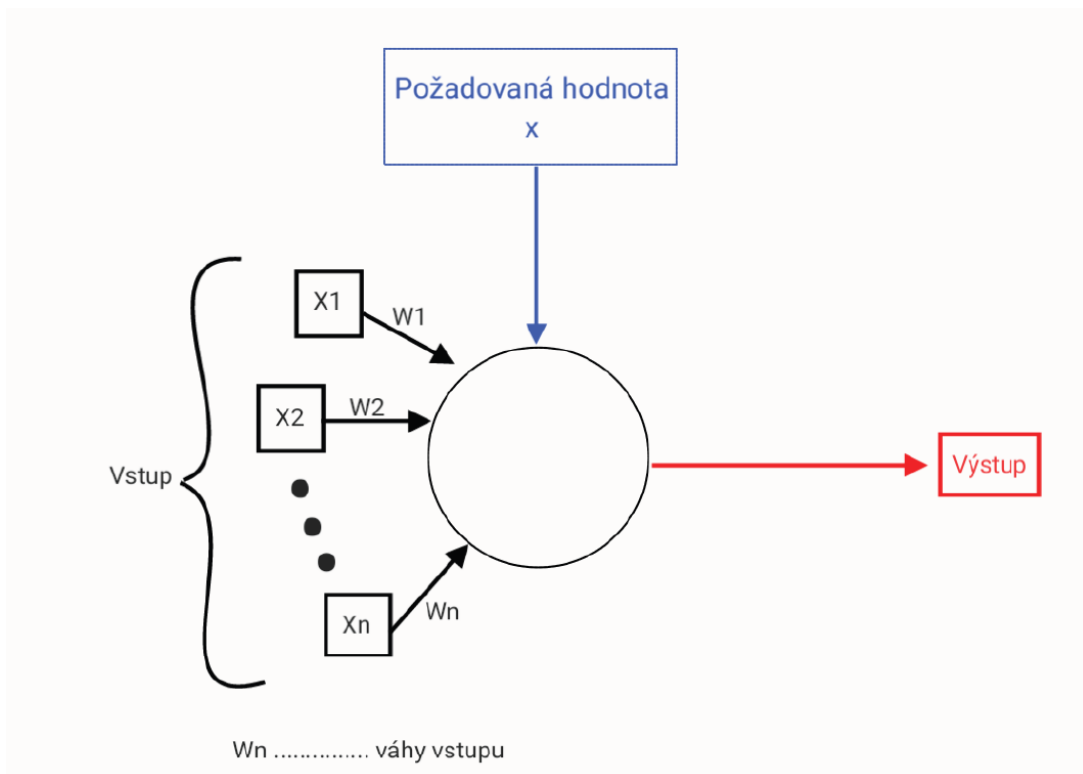 Požadovaná hodnota
x
X1
W1
X2
W2
Vstup
Výstup
Xn
Wn
Wn .............. váhy vstupu